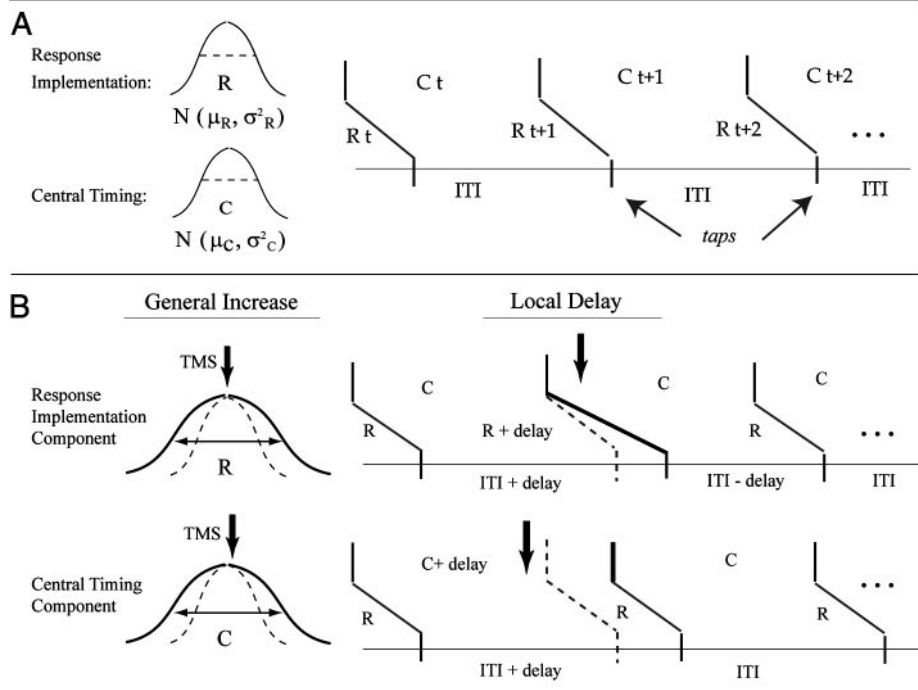 A
Response
Implementation:
R
N (μR, σ²R)
Central Timing:
C
N (μC, σ²C)
C t
C t+1
C t+2
R t
R t+1
R t+2
...
ITI
ITI
ITI
taps
B
General Increase
Local Delay
TMS
Response
Implementation
Component
R
C
C
C
R
R + delay
R
...
ITI + delay
ITI - delay
ITI
TMS
Central Timing
Component
C
C+ delay
C
R
R
R
...
ITI + delay
ITI